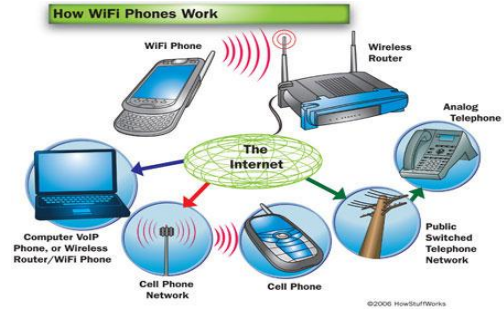 How WiFi Phones Work
WiFi Phone
Wireless
Router
Analog
Telephone
The
Internet
Computer VoIP
Phone, or Wireless
Router/WiFi Phone
Cell Phone
Network
Cell Phone
Public
Switched
Telephone
Network
©2006 HowStuffWorks